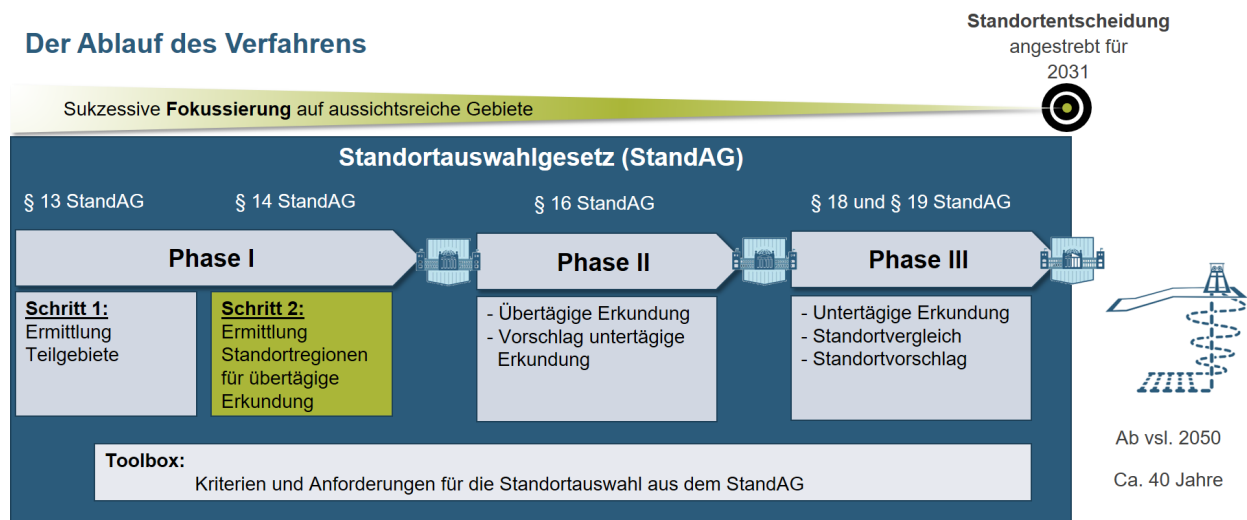 Der Ablauf des Verfahrens
Standortentscheidung
angestrebt für
2031
Sukzessive Fokussierung auf aussichtsreiche Gebiete
Standortauswahlgesetz (StandAG)
§ 13 StandAG
§ 14 StandAG
§ 16 StandAG
§ 18 und § 19 StandAG
Phase I
Phase II
Phase III
Schritt 1:
Ermittlung
Teilgebiete
Schritt 2:
Ermittlung
Standortregionen
für übertägige
Erkundung
- Übertägige Erkundung
- Vorschlag untertägige
Erkundung
- Untertägige Erkundung
- Standortvergleich
- Standortvorschlag
Toolbox:
Kriterien und Anforderungen für die Standortauswahl aus dem StandAG
Ab vsl. 2050
Ca. 40 Jahre